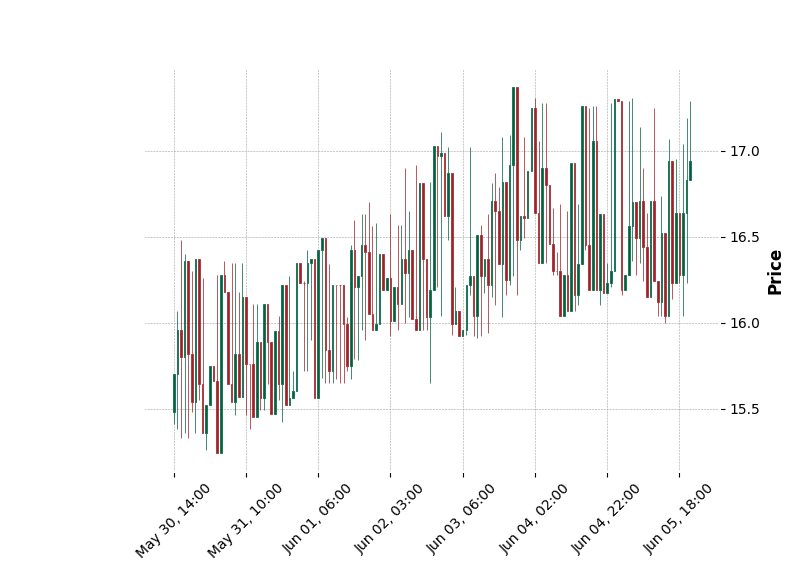 17.0
16.5
16.0
15.5
Price
May 30, 14:00
May 31, 10:00
Jun 01, 06:00
Jun 02, 03:00
Jun 03, 06:00
Jun 04, 02:00
Jun 04, 22:00
Jun 05, 18:00